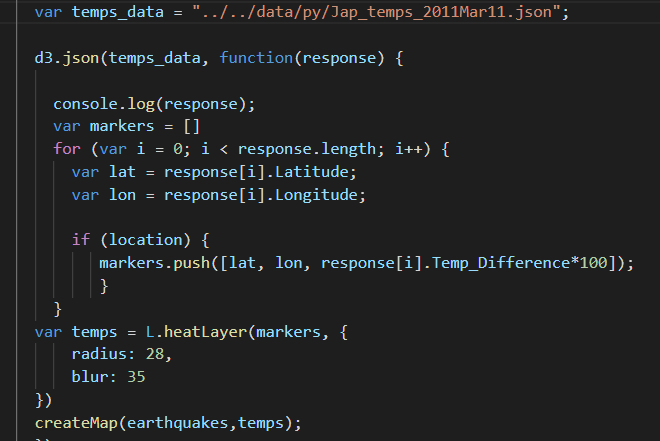 var temps_data = "../../data/py/Jap_temps_2011Mar11.json";
d3.json(temps_data, function(response) {
console.log(response);
var markers = []
for (var i = 0; i < response.length; i++) {
var lat = response[i].Latitude;
var lon = response[i].Longitude;
if (location) {
markers.push([lat, lon, response[i].Temp_Difference*100]);
}
}
var temps = L.heatLayer(markers, {
radius: 28,
blur: 35
})
createMap(earthquakes,temps);